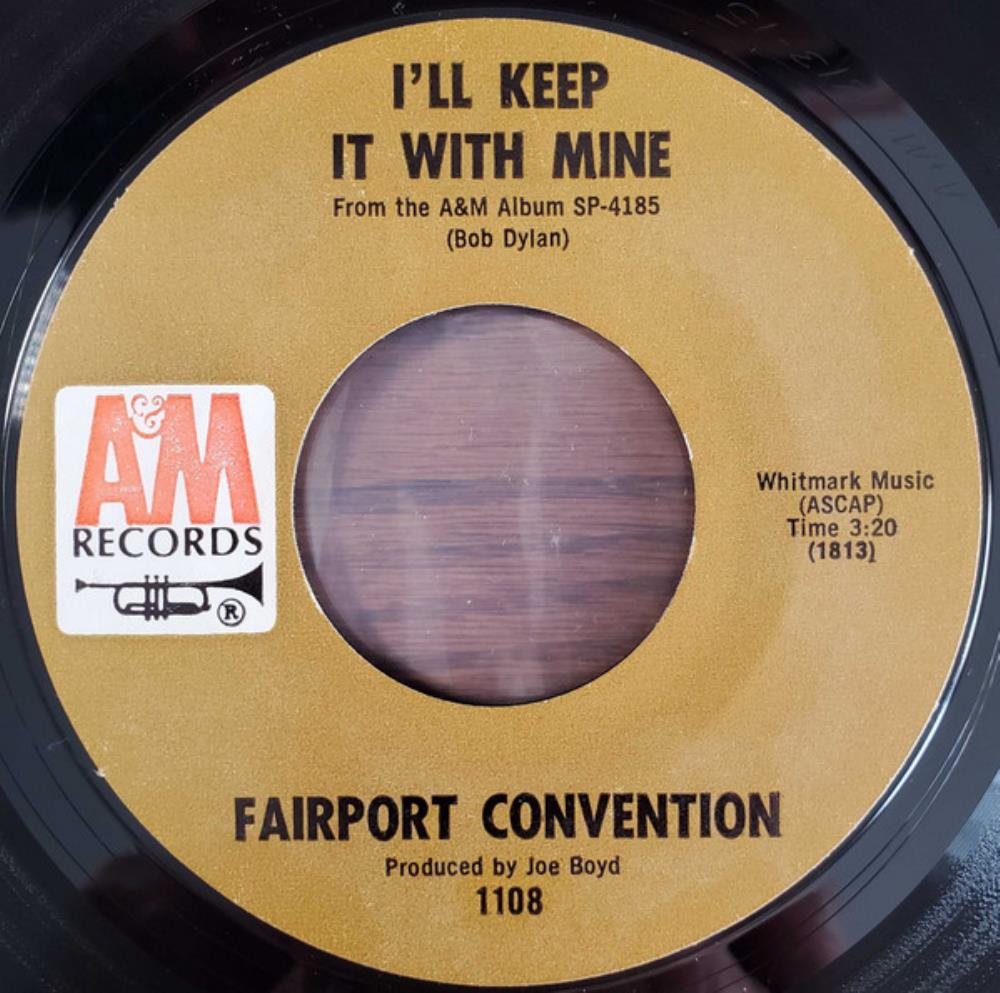 I'LL KEEP
IT WITH MINE
From the A&M Album SP-4185
(Bob Dylan)
A&M
RECORDS
®
Whitmark Music
(ASCAP)
Time 3:20
(1813)
FAIRPORT CONVENTION
Produced by Joe Boyd
1108